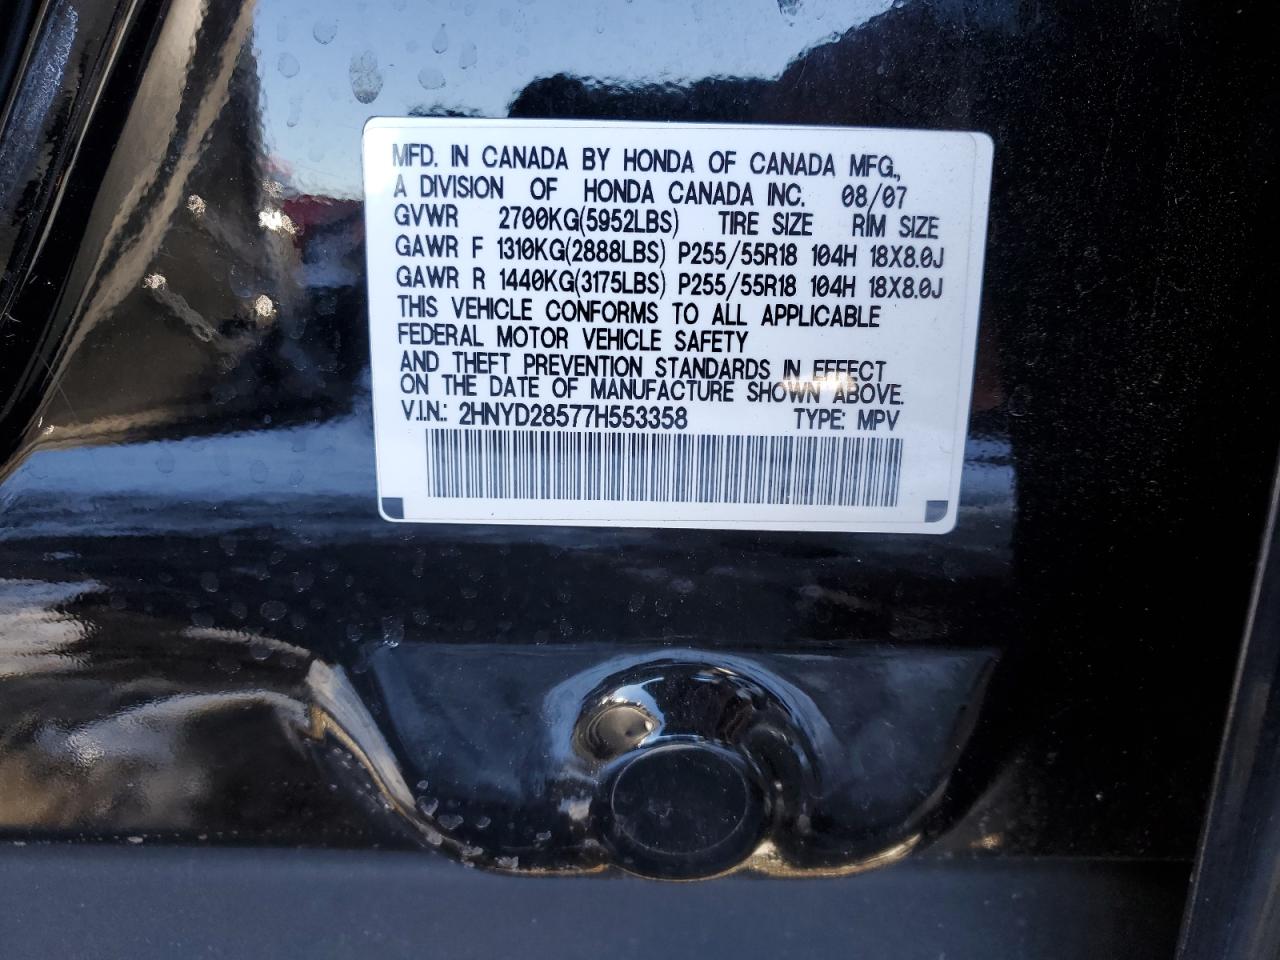 MFD. IN CANADA BY HONDA OF CANADA MFG.,
A DIVISION OF HONDA CANADA INC. 08/07
GVWR 2700KG(5952LBS) TIRE SIZE RIM SIZE
GAWR F 1310KG(2888LBS) P255/55R18 104H 18X8.0J
GAWR R 1440KG(3175LBS) P255/55R18 104H 18X8.0J
THIS VEHICLE CONFORMS TO ALL APPLICABLE
FEDERAL MOTOR VEHICLE SAFETY
AND THEFT PREVENTION STANDARDS IN EFFECT
ON THE DATE OF MANUFACTURE SHOWN ABOVE.
V.I.N.: 2HNYD28577H553358 TYPE: MPV